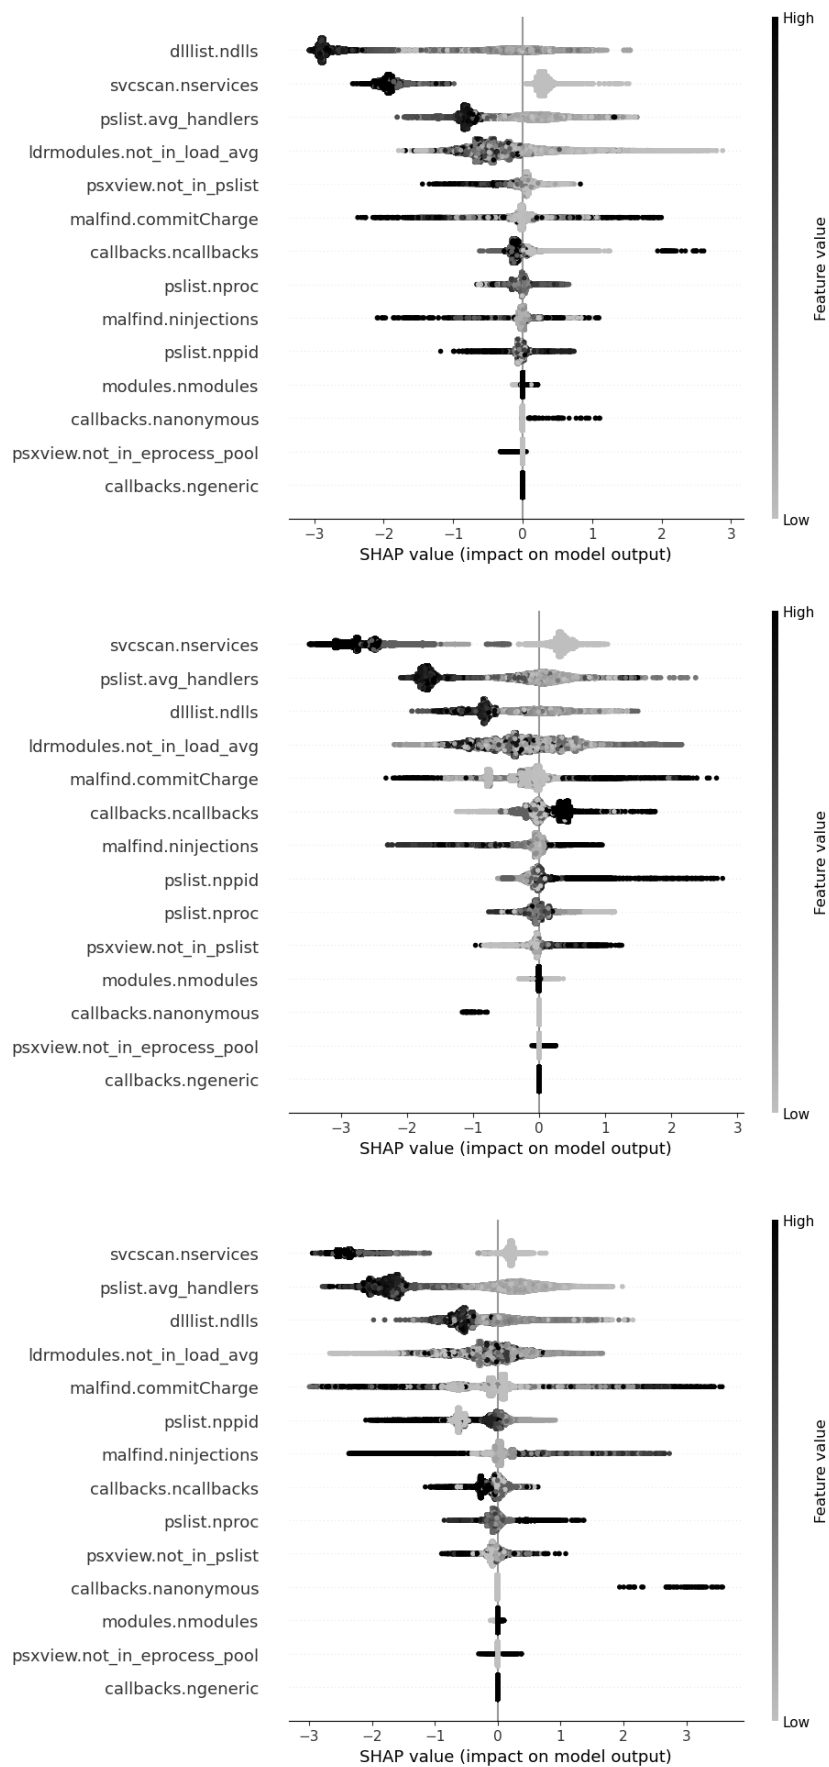 High
dlllist.ndlls
svcscan.nservices
pslist.avg_handlers
ldrmodules.not_in_load_avg
psxview.not_in_pslist
malfind.commitCharge
callbacks.ncallbacks
pslist.nproc
malfind.ninjections
pslist.nppid
modules.nmodules
callbacks.nanonymous
psxview.not_in_eprocess_pool
callbacks.ngeneric
Feature value
Low
−3 −2 −1 0 1 2 3
SHAP value (impact on model output)
High
svcscan.nservices
pslist.avg_handlers
dlllist.ndlls
ldrmodules.not_in_load_avg
malfind.commitCharge
callbacks.ncallbacks
malfind.ninjections
pslist.nppid
pslist.nproc
psxview.not_in_pslist
modules.nmodules
callbacks.nanonymous
psxview.not_in_eprocess_pool
callbacks.ngeneric
Feature value
Low
−3 −2 −1 0 1 2 3
SHAP value (impact on model output)
High
svcscan.nservices
pslist.avg_handlers
dlllist.ndlls
ldrmodules.not_in_load_avg
malfind.commitCharge
pslist.nppid
malfind.ninjections
callbacks.ncallbacks
pslist.nproc
psxview.not_in_pslist
callbacks.nanonymous
modules.nmodules
psxview.not_in_eprocess_pool
callbacks.ngeneric
Feature value
Low
−3 −2 −1 0 1 2 3
SHAP value (impact on model output)